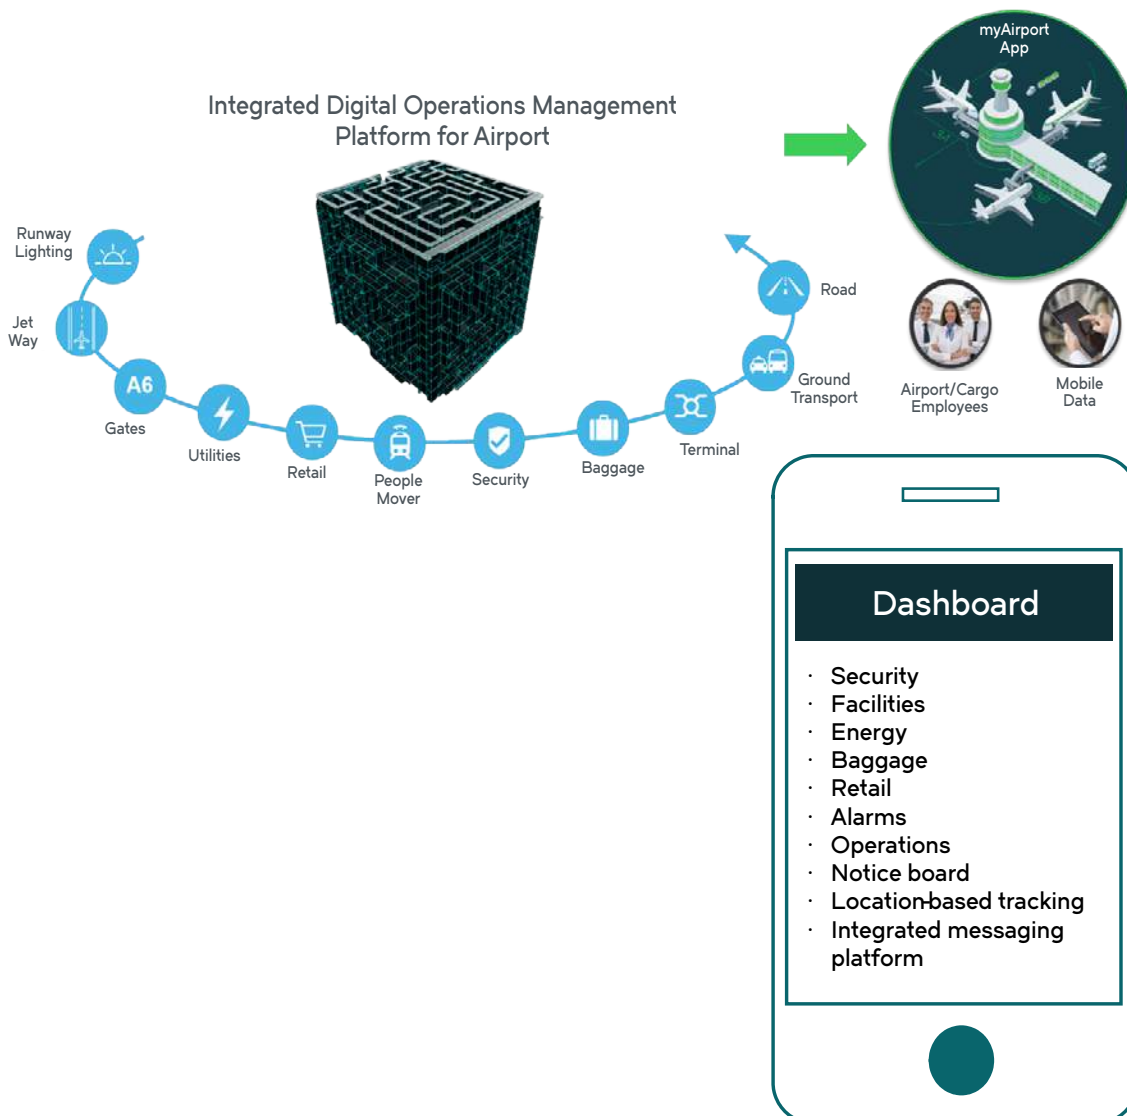 myAirport
App
Integrated Digital Operations Management
Platform for Airport
Runway
Lighting
Jet
Way
A6
Gates
Utilities
Retail
People
Mover
Security
Baggage
Terminal
Ground
Transport
Road
Airport/Cargo
Employees
Mobile
Data
Dashboard
· Security
· Facilities
· Energy
· Baggage
· Retail
· Alarms
· Operations
· Notice board
· Location-based tracking
· Integrated messaging
platform